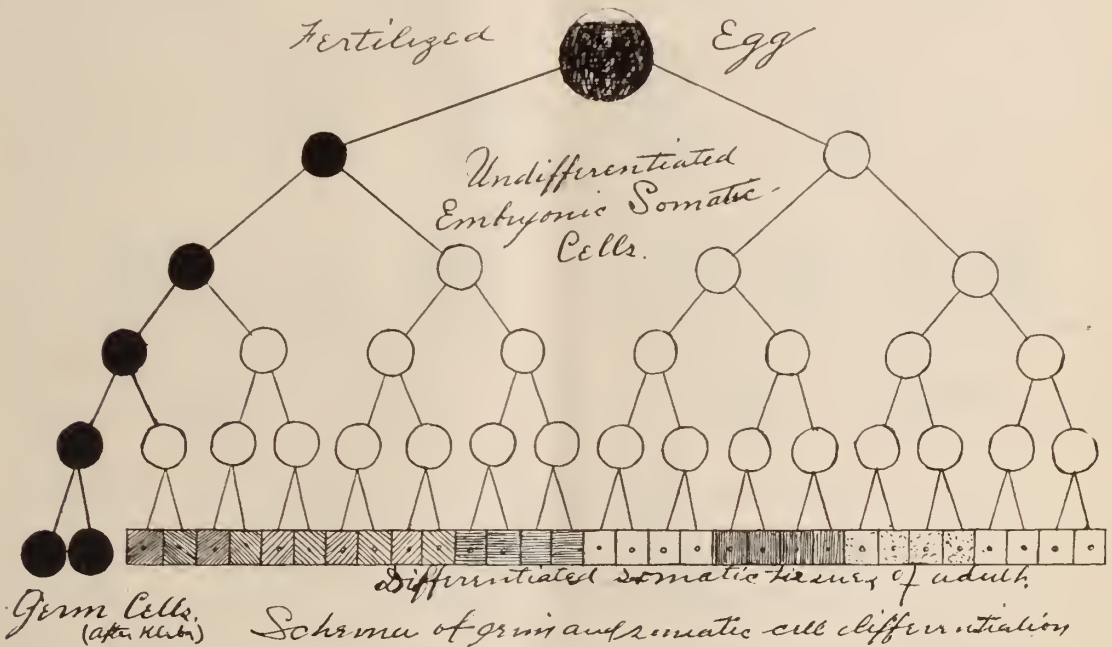 Fertilized Egg
Undifferentiated
Embryonic Somatic
Cells.
Differentiated somatic tissues of adult.
Germ Cells.
(After
Schema of germ and somatic cell differentiation